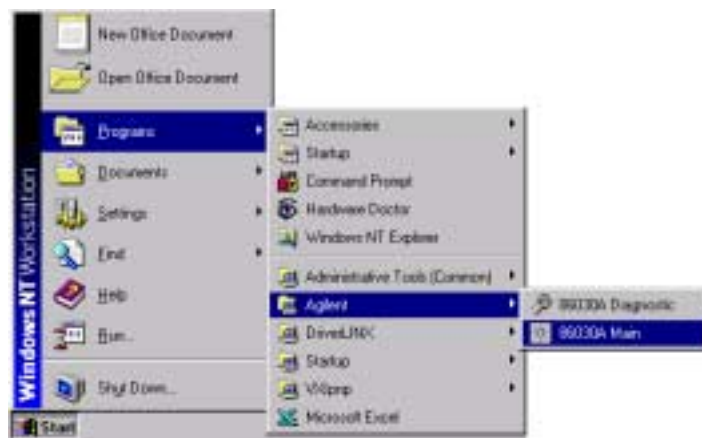 New Office Document
Open Office Document
Programs
Documents
Settings
Find
Help
Run...
Shut Down...
Windows NT Workstation
Start
Accessories
Startup
Command Prompt
Hardware Doctor
Windows NT Explorer
Administrative Tools (Common)
Agilent
DriverLINX
Startup
VXIpnp
Microsoft Excel
86030A Diagnostic
86030A Main